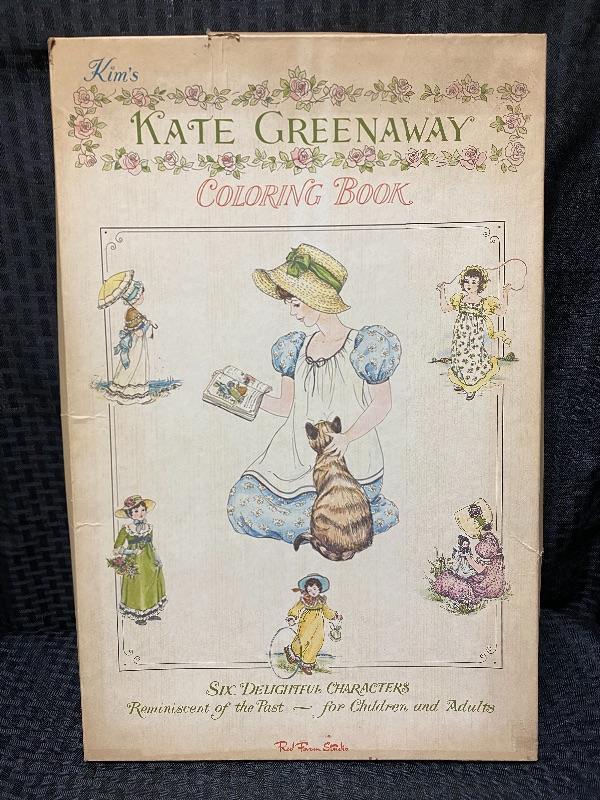 Kim's
KATE GREENAWAY
COLORING BOOK
SIX DELIGHTFUL CHARACTERS
Reminiscent of the Past — for Children and Adults
Red Farm Studio